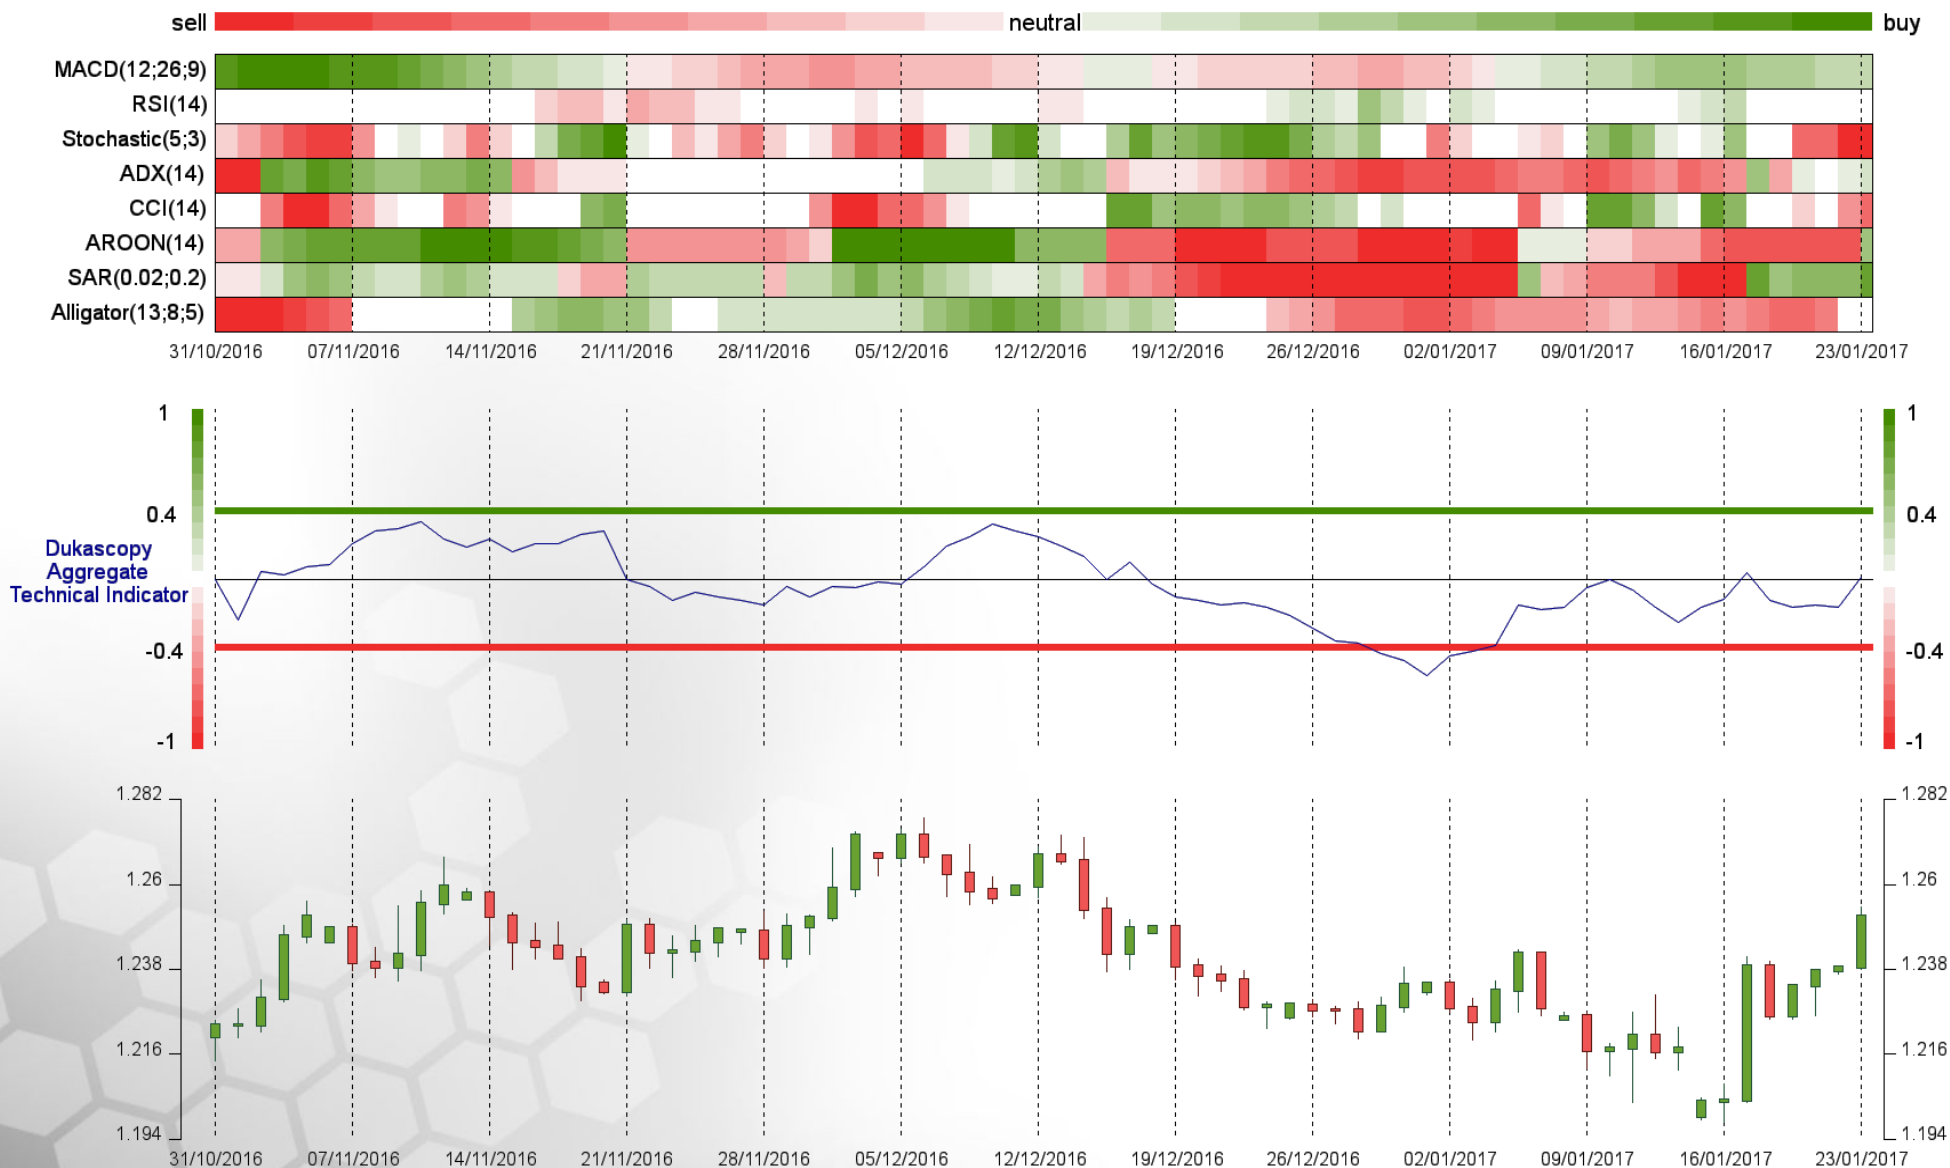 sell neutral buy
MACD(12;26;9)
RSI(14)
Stochastic(5;3)
ADX(14)
CCI(14)
AROON(14)
SAR(0.02;0.2)
Alligator(13;8;5)
31/10/2016 07/11/2016 14/11/2016 21/11/2016 28/11/2016 05/12/2016 12/12/2016 19/12/2016 26/12/2016 02/01/2017 09/01/2017 16/01/2017 23/01/2017
1 1
0.4 0.4
Dukascopy
Aggregate
Technical Indicator
-0.4 -0.4
-1 -1
1.282 1.282
1.26 1.26
1.238 1.238
1.216 1.216
1.194 1.194
31/10/2016 07/11/2016 14/11/2016 21/11/2016 28/11/2016 05/12/2016 12/12/2016 19/12/2016 26/12/2016 02/01/2017 09/01/2017 16/01/2017 23/01/2017